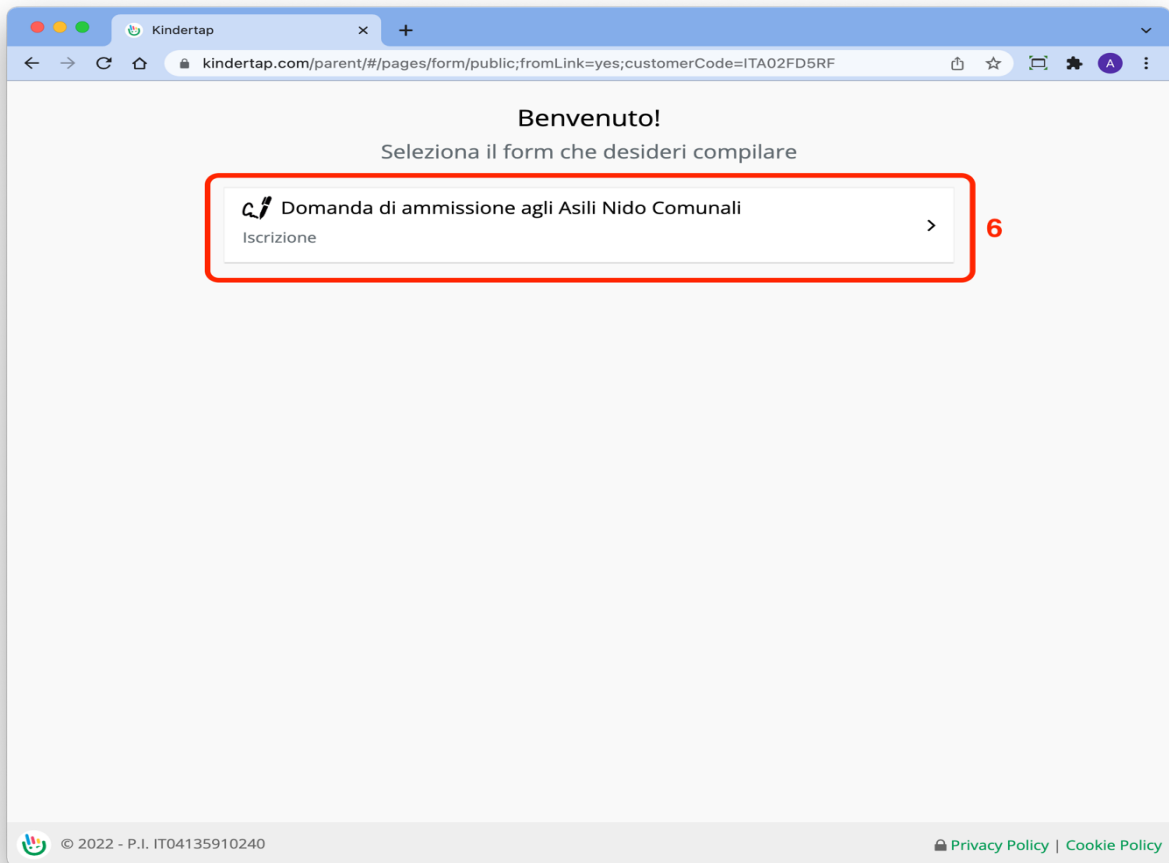 Kindertap
kindertap.com/parent/#/pages/form/public;fromLink=yes;customerCode=ITA02FD5RF
A
Benvenuto!
Seleziona il form che desideri compilare
Domanda di ammissione agli Asili Nido Comunali
Iscrizione
6
© 2022 - P.I. IT04135910240
Privacy Policy | Cookie Policy